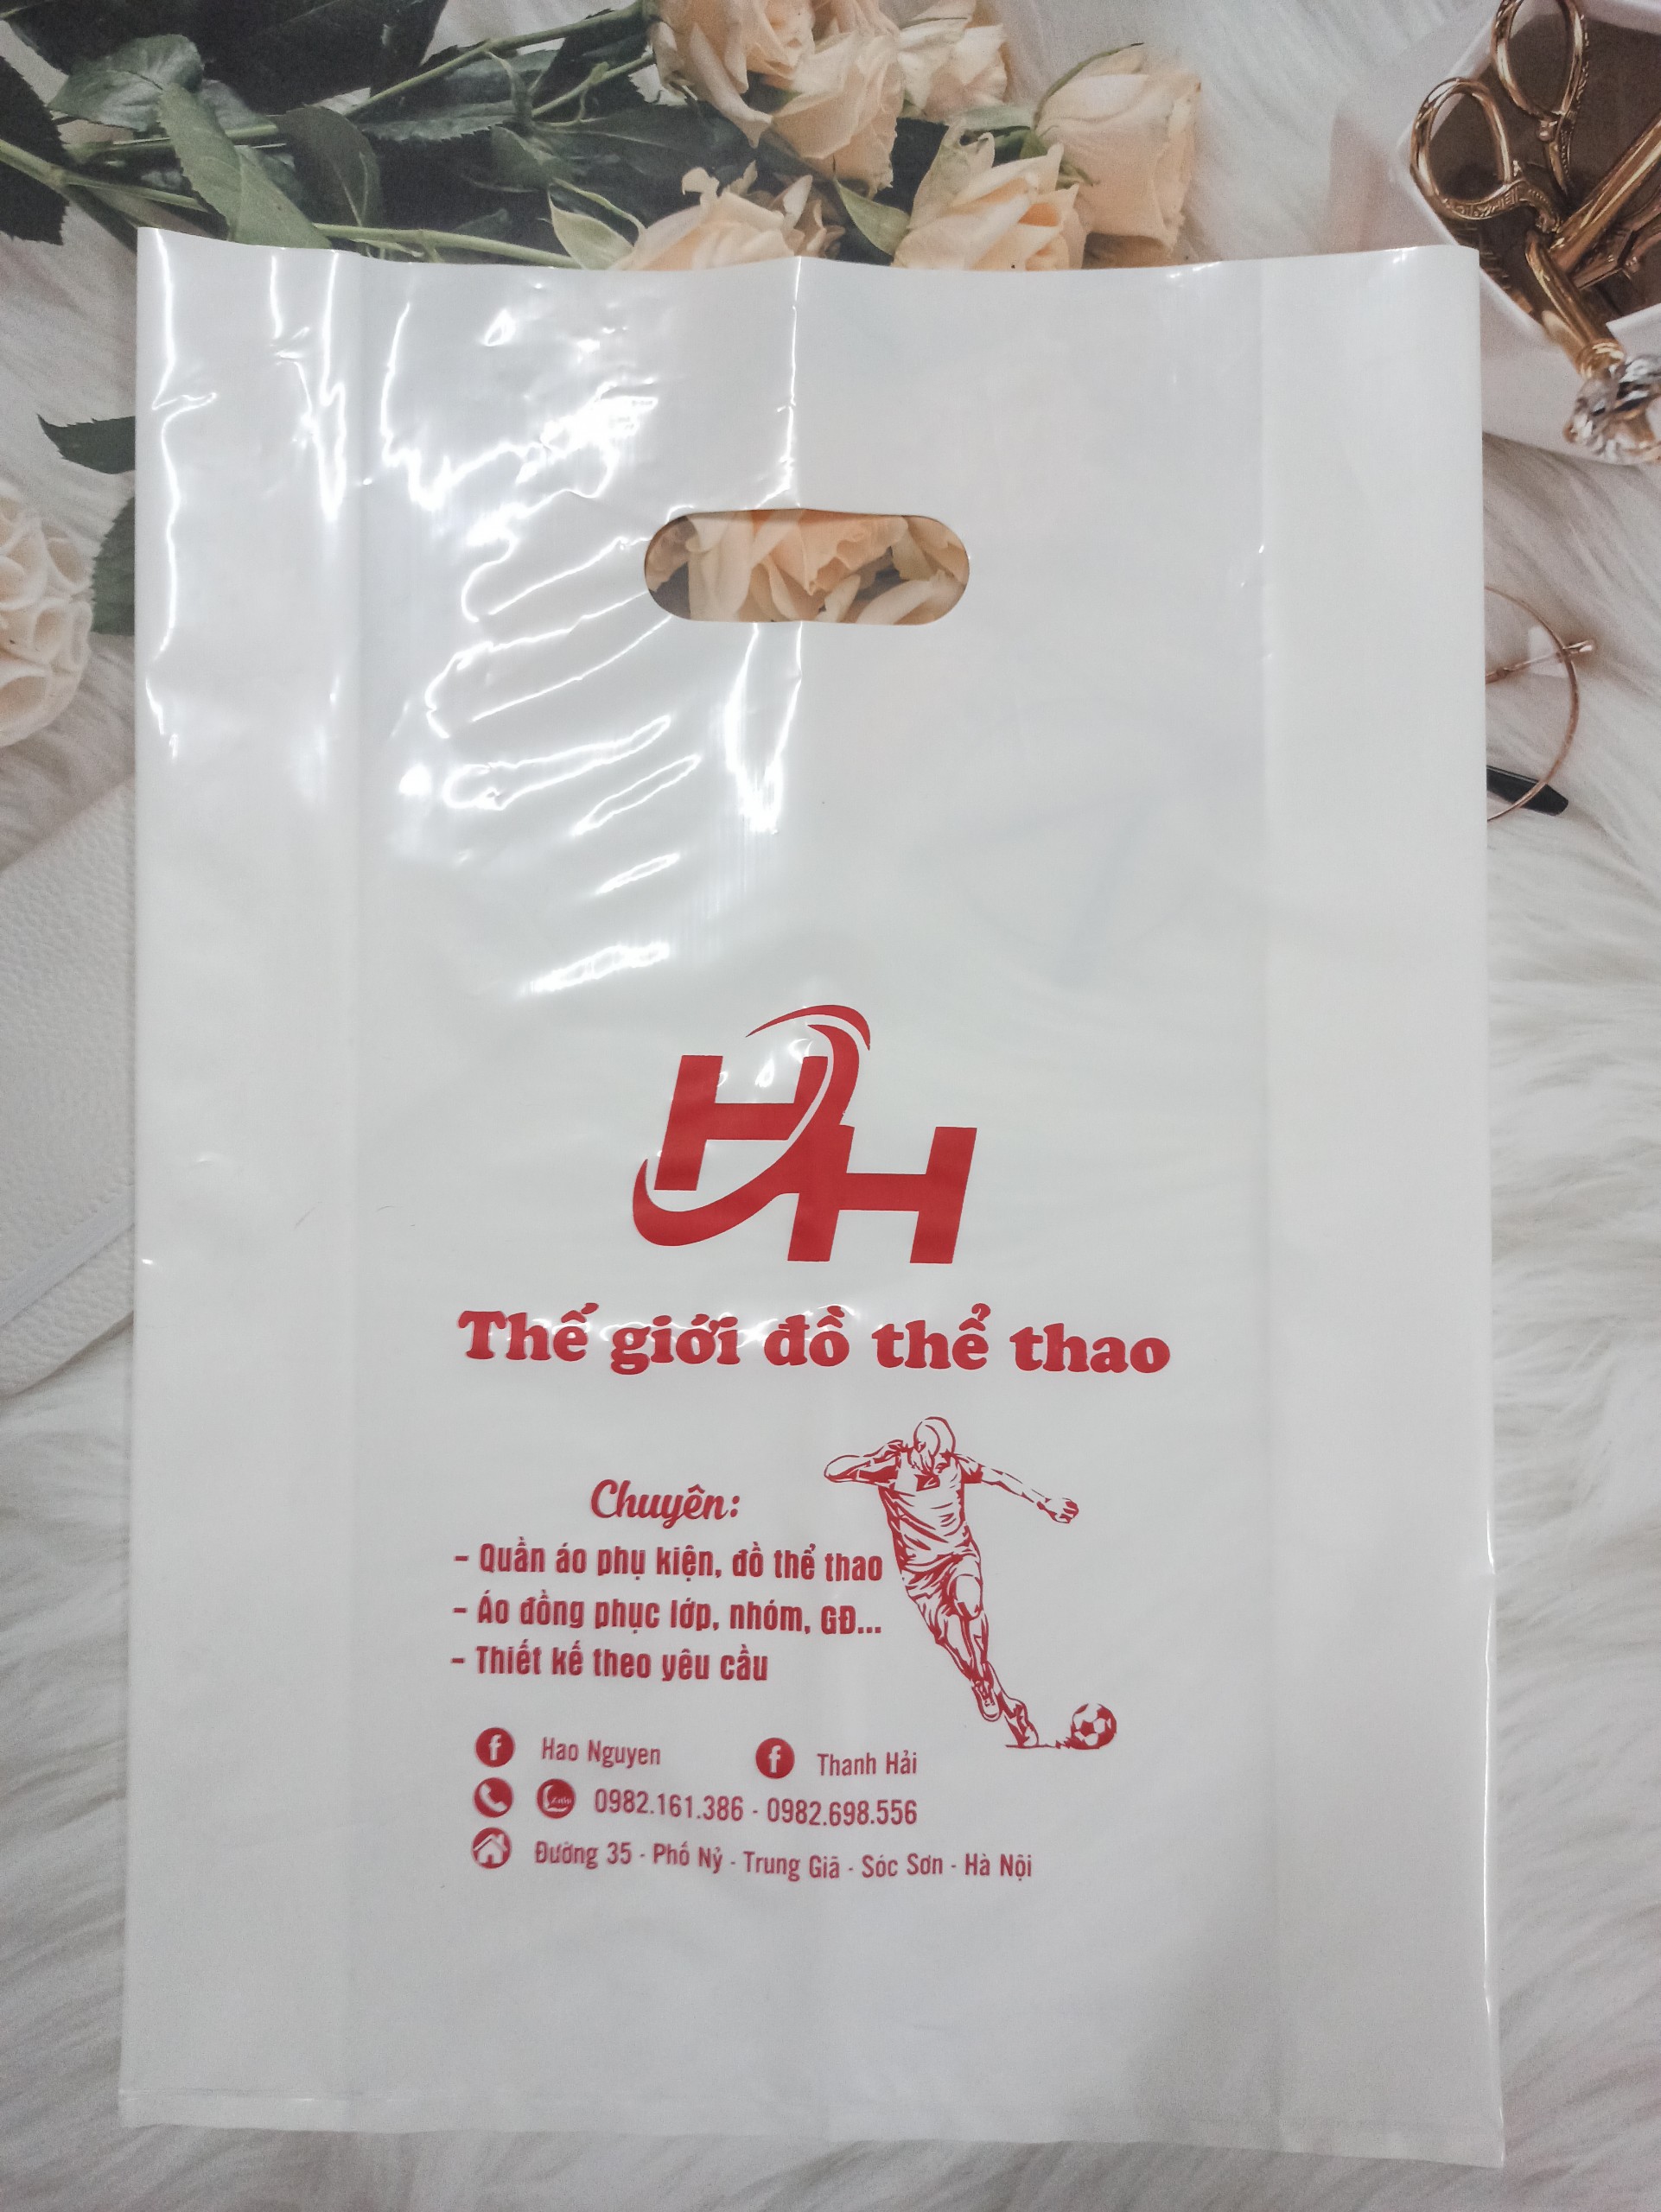 HH
Thế giới đồ thể thao
Chuyên:
- Quần áo phụ kiện, đồ thể thao
- Áo đồng phục lớp, nhóm, GĐ...
- Thiết kế theo yêu cầu
f Hao Nguyen f Thanh Hải
Zalo 0982.161.386 - 0982.698.556
Đường 35 - Phố Nỷ - Trung Giã - Sóc Sơn - Hà Nội